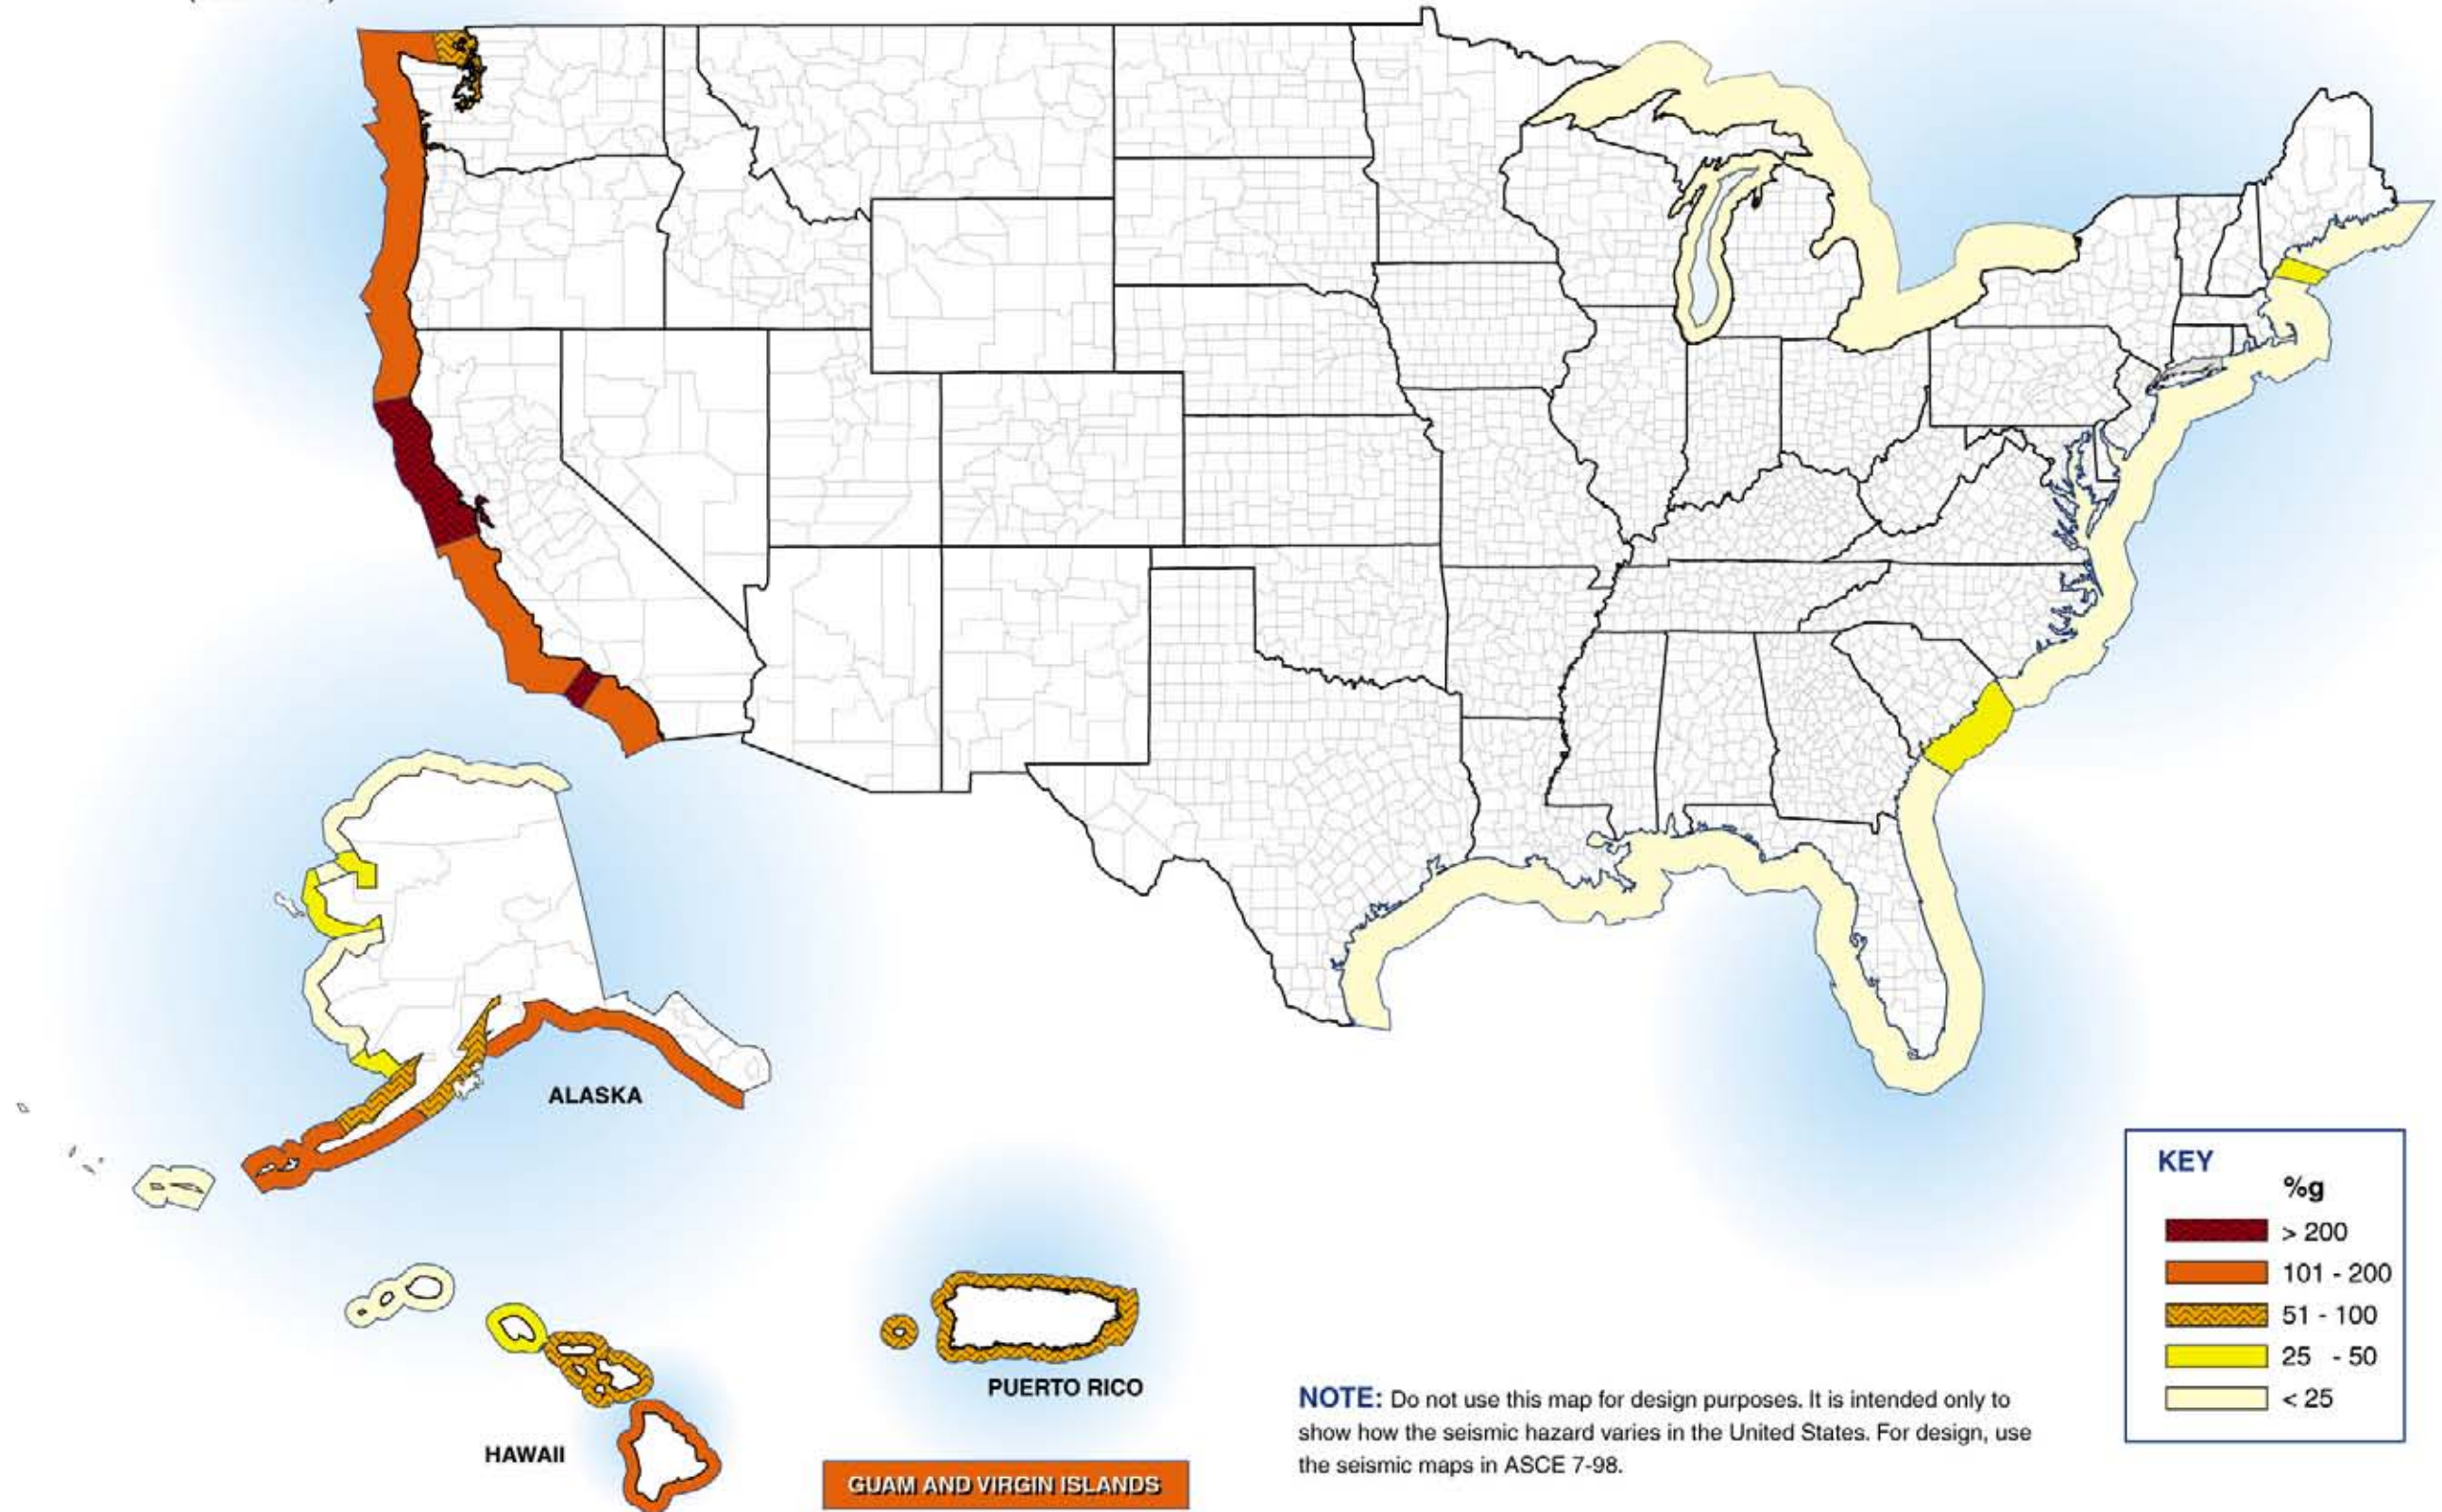 ALASKA
KEY
%g
> 200
101 - 200
51 - 100
25 - 50
< 25
PUERTO RICO
NOTE: Do not use this map for design purposes. It is intended only to
show how the seismic hazard varies in the United States. For design, use
the seismic maps in ASCE 7-98.
HAWAII
GUAM AND VIRGIN ISLANDS